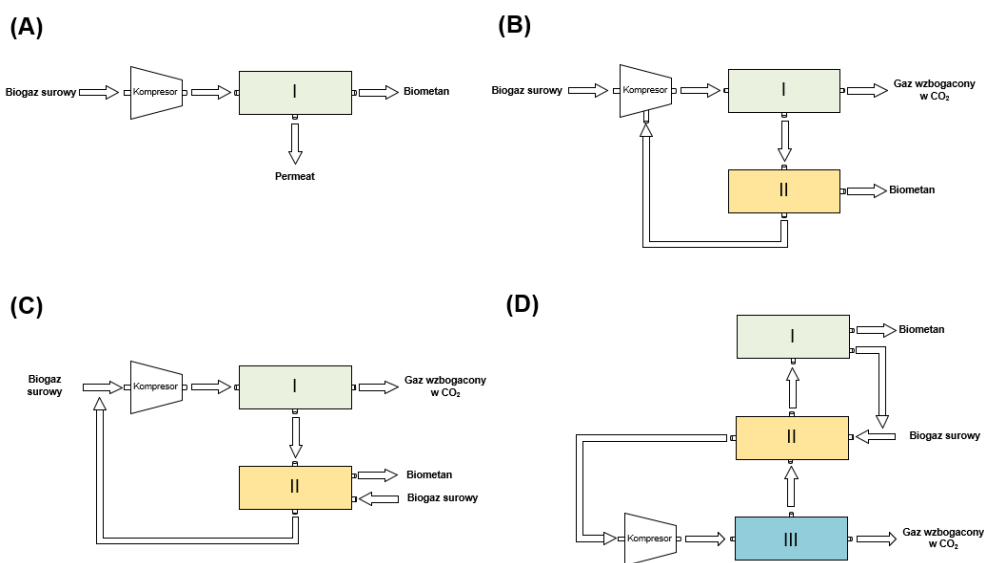 (A)
Biogaz surowy
Kompresor
I
Biometan
Permeat
(B)
Biogaz surowy
Kompresor
I
Gaz wzbogacony
w CO₂
II
Biometan
(C)
Biogaz
surowy
Kompresor
I
Gaz wzbogacony
w CO₂
II
Biometan
Biogaz surowy
(D)
I
Biometan
II
Biogaz surowy
Kompresor
III
Gaz wzbogacony
w CO₂